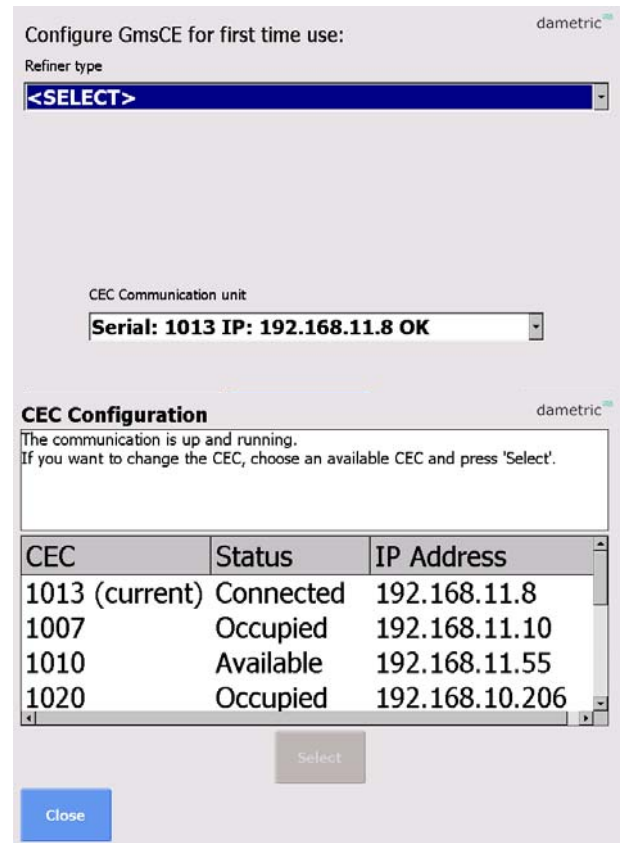 Configure GmsCE for first time use:
dametric
Refiner type
<SELECT>
CEC Communication unit
Serial: 1013 IP: 192.168.11.8 OK
CEC Configuration
dametric
The communication is up and running.
If you want to change the CEC, choose an available CEC and press 'Select'.
CEC Status IP Address
1013 (current) Connected 192.168.11.8
1007 Occupied 192.168.11.10
1010 Available 192.168.11.55
1020 Occupied 192.168.10.206
Select
Close